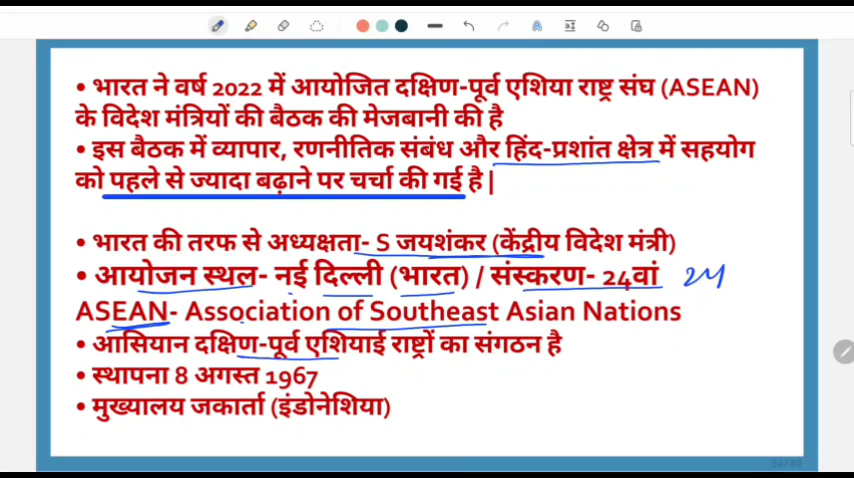 • भारत ने वर्ष 2022 में आयोजित दक्षिण-पूर्व एशिया राष्ट्र संघ (ASEAN)
के विदेश मंत्रियों की बैठक की मेजबानी की है
• इस बैठक में व्यापार, रणनीतिक संबंध और हिंद-प्रशांत क्षेत्र में सहयोग
को पहले से ज्यादा बढ़ाने पर चर्चा की गई है |
• भारत की तरफ से अध्यक्षता- S जयशंकर (केंद्रीय विदेश मंत्री)
• आयोजन स्थल- नई दिल्ली (भारत) / संस्करण- 24वां 24
ASEAN- Association of Southeast Asian Nations
• आसियान दक्षिण-पूर्व एशियाई राष्ट्रों का संगठन है
• स्थापना 8 अगस्त 1967
• मुख्यालय जकार्ता (इंडोनेशिया)